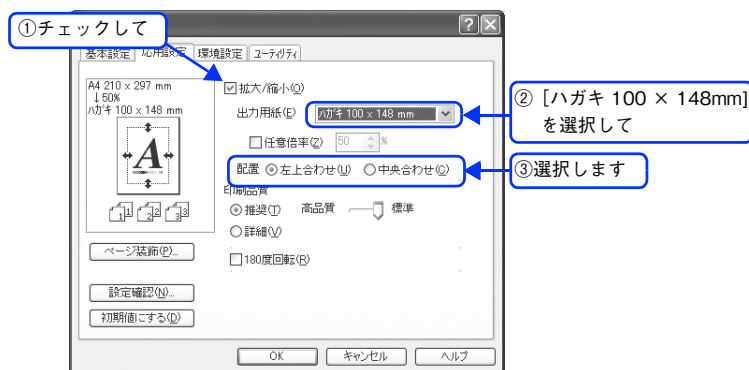 ①チェックして
基本設定 応用設定 環境設定 ユーティリティ
A4 210 x 297 mm
↓50%
ハガキ 100 x 148 mm
A
1 1 2 2 3 3
ページ装飾(P)...
設定確認(N)...
初期値にする(D)
拡大/縮小(O)
出力用紙(E) ハガキ 100 x 148 mm
任意倍率(Z) 50 %
配置 左上合わせ(U) 中央合わせ(C)
印刷品質
推奨(T) 高品質 標準
詳細(V)
180度回転(R)
OK キャンセル ヘルプ
②[ハガキ 100 × 148mm]
を選択して
③選択します